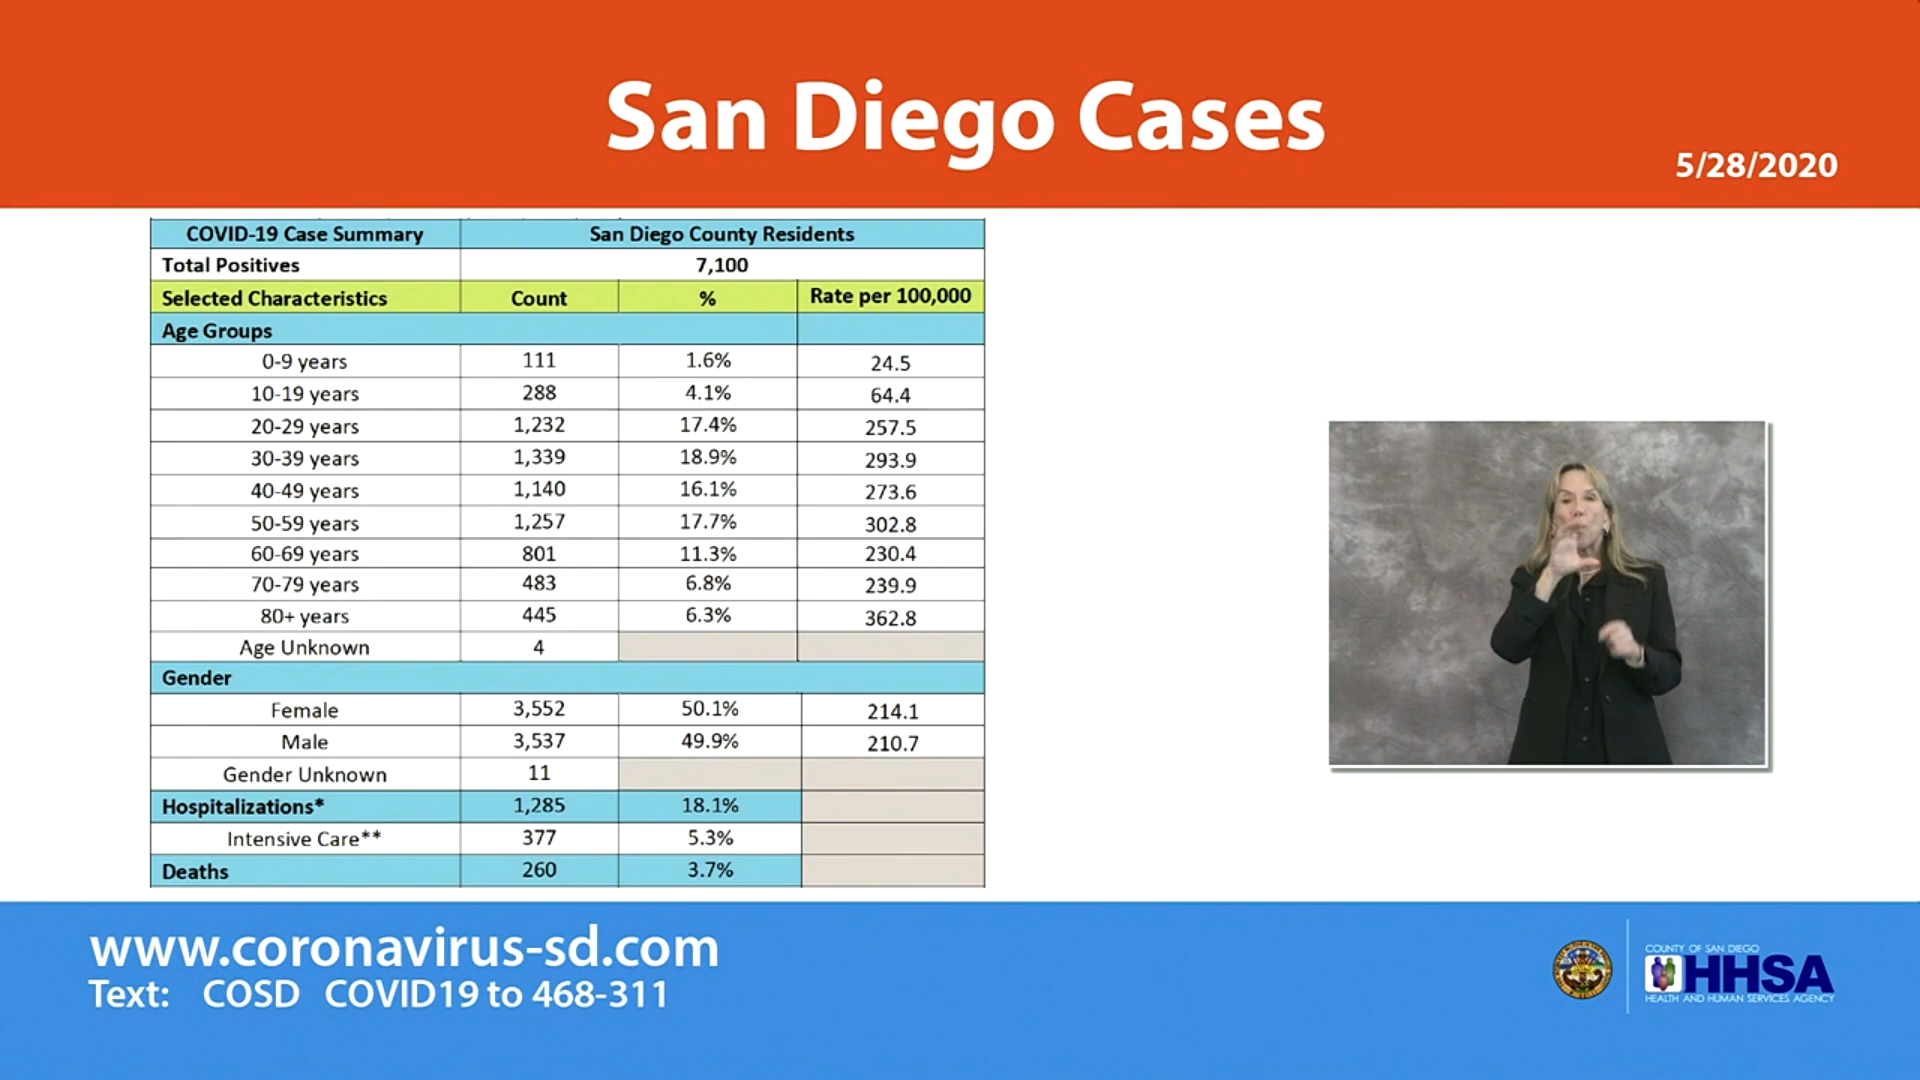 San Diego Cases
5/28/2020
COVID-19 Case Summary San Diego County Residents
Total Positives 7,100
Selected Characteristics Count % Rate per 100,000
Age Groups
0-9 years 111 1.6% 24.5
10-19 years 288 4.1% 64.4
20-29 years 1,232 17.4% 257.5
30-39 years 1,339 18.9% 293.9
40-49 years 1,140 16.1% 273.6
50-59 years 1,257 17.7% 302.8
60-69 years 801 11.3% 230.4
70-79 years 483 6.8% 239.9
80+ years 445 6.3% 362.8
Age Unknown 4
Gender
Female 3,552 50.1% 214.1
Male 3,537 49.9% 210.7
Gender Unknown 11
Hospitalizations* 1,285 18.1%
Intensive Care** 377 5.3%
Deaths 260 3.7%
www.coronavirus-sd.com
Text: COSD COVID19 to 468-311
COUNTY OF SAN DIEGO
HHSA
HEALTH AND HUMAN SERVICES AGENCY